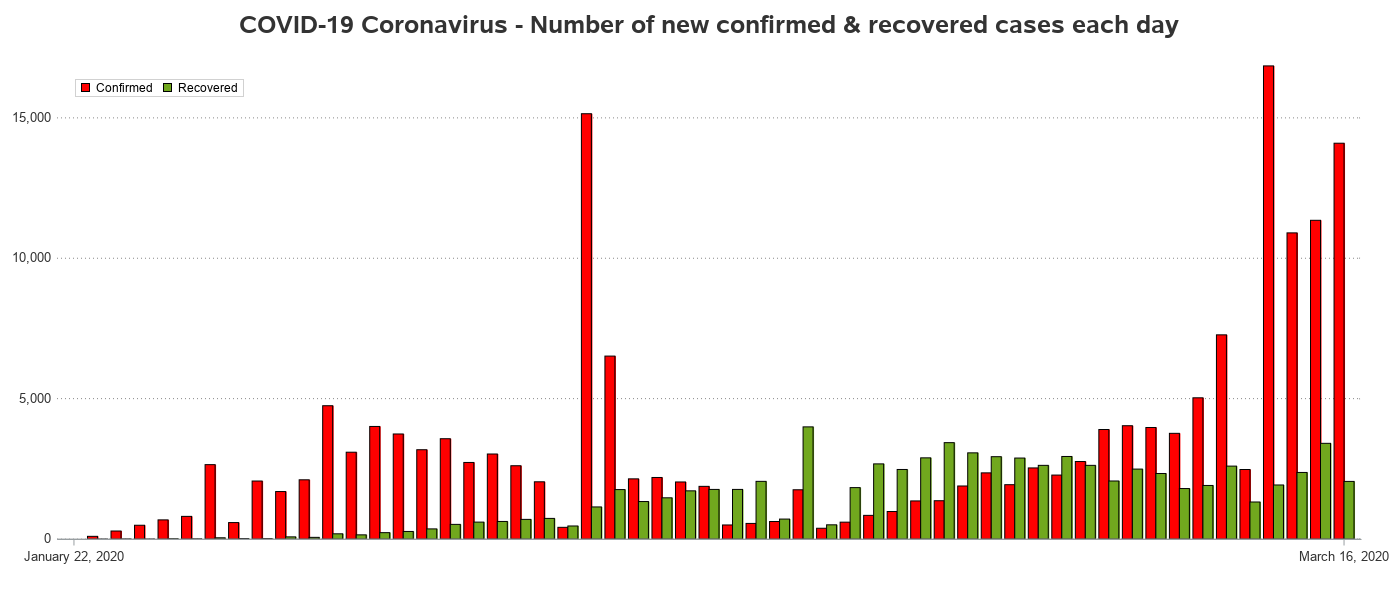 COVID-19 Coronavirus - Number of new confirmed & recovered cases each day
Confirmed Recovered
15,000
10,000
5,000
0
January 22, 2020 March 16, 2020